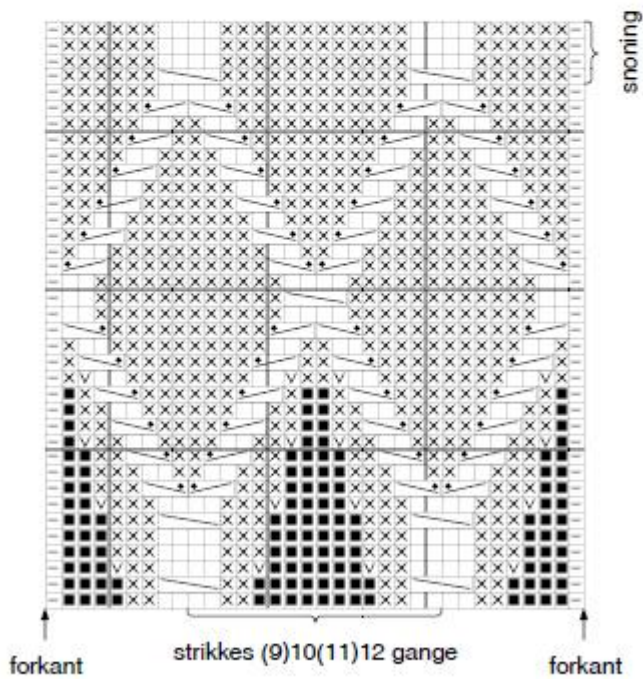 snoning
strikkes (9)10(11)12 gange
forkant
forkant